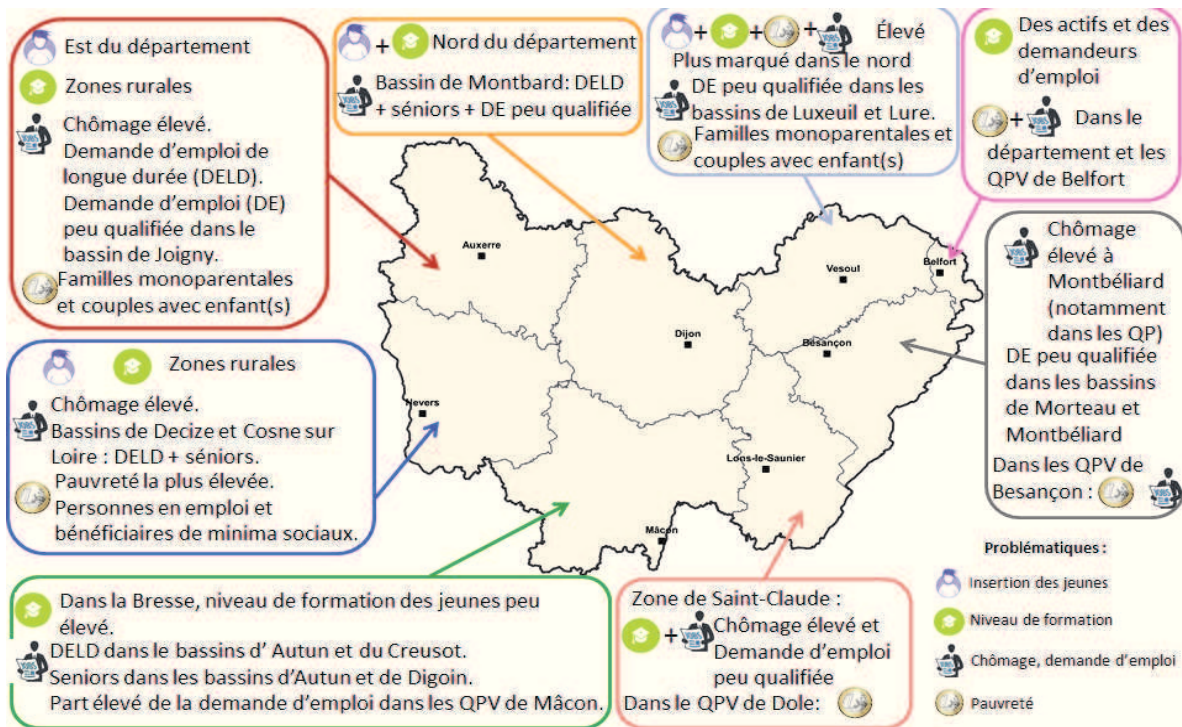 Est du département
Zones rurales
Chômage élevé.
Demande d'emploi de
longue durée (DELD).
Demande d'emploi (DE)
peu qualifiée dans le
bassin de Joigny.
Familles monoparentales
et couples avec enfant(s)
+ Nord du département
Bassin de Montbard: DELD
+ séniors + DE peu qualifiée
+ + + Élevé
Plus marqué dans le nord
DE peu qualifiée dans les
bassins de Luxeuil et Lure.
Familles monoparentales et
couples avec enfant(s)
Des actifs et des
demandeurs
d'emploi
+ Dans le
département et les
QPV de Belfort
Chômage
élevé à
Montbéliard
(notamment
dans les QP)
DE peu qualifiée
dans les bassins
de Morteau et
Montbéliard
Dans les QPV de
Besançon :
Auxerre
Vesoul
Belfort
Dijon
Besançon
Nevers
Lons-le-Saunier
Mâcon
Zones rurales
Chômage élevé.
Bassins de Decize et Cosne sur
Loire : DELD + séniors.
Pauvreté la plus élevée.
Personnes en emploi et
bénéficiaires de minima sociaux.
Dans la Bresse, niveau de formation des jeunes peu
élevé.
DELD dans le bassins d' Autun et du Creusot.
Seniors dans les bassins d'Autun et de Digoin.
Part élevé de la demande d'emploi dans les QPV de Mâcon.
Zone de Saint-Claude :
+ Chômage élevé et
Demande d'emploi
peu qualifiée
Dans le QPV de Dole:
Problématiques :
Insertion des jeunes
Niveau de formation
Chômage, demande d'emploi
Pauvreté